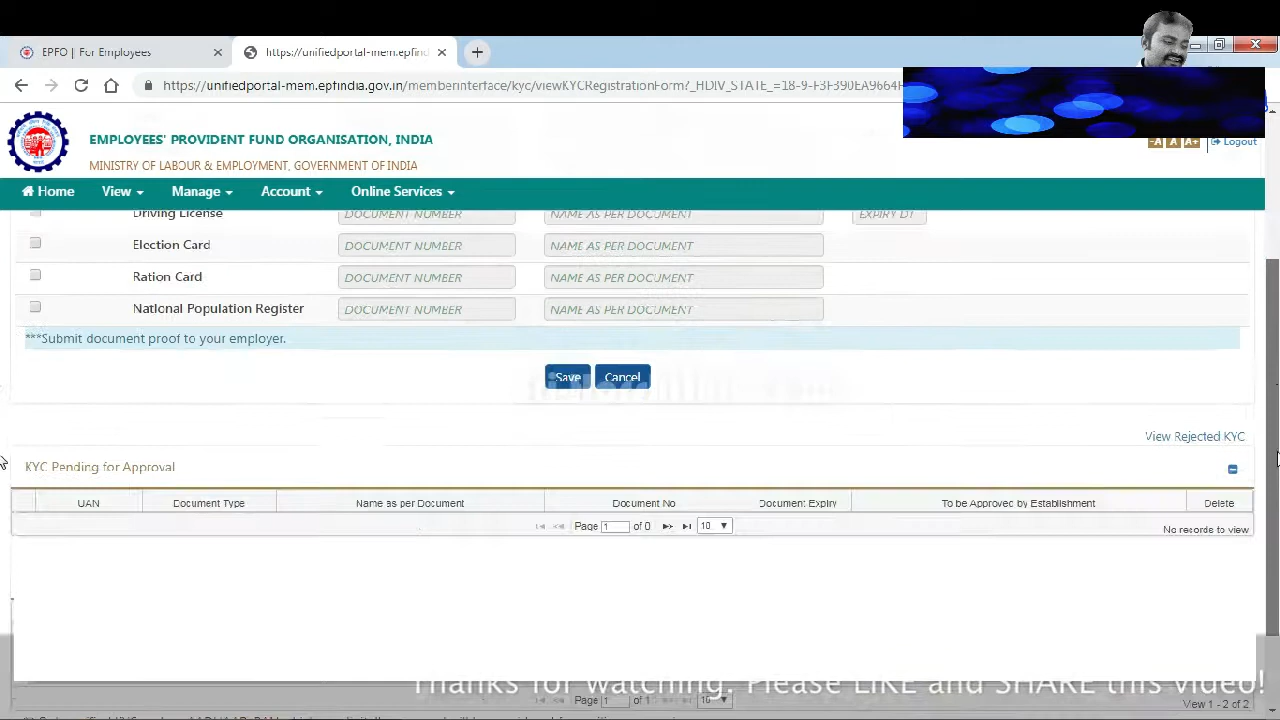 EPFO | For Employees
https://unifiedportal-mem.epfind
https://unifiedportal-mem.epfindia.gov.in/memberinterface/kyc/viewKYCRegistrationForm?_HDIV_STATE_=18-9-F3F390EA9664F
EMPLOYEES' PROVIDENT FUND ORGANISATION, INDIA
MINISTRY OF LABOUR & EMPLOYMENT, GOVERNMENT OF INDIA
-A A A+ Logout
Home View Manage Account Online Services
Driving License DOCUMENT NUMBER NAME AS PER DOCUMENT EXPIRY DT
Election Card DOCUMENT NUMBER NAME AS PER DOCUMENT
Ration Card DOCUMENT NUMBER NAME AS PER DOCUMENT
National Population Register DOCUMENT NUMBER NAME AS PER DOCUMENT
***Submit document proof to your employer.
Save Cancel
View Rejected KYC
KYC Pending for Approval
UAN Document Type Name as per Document Document No Document Expiry To be Approved by Establishment Delete
Page 1 of 0 10
No records to view
Thanks for watching. Please LIKE and SHARE this video!
Page 1 of 1 10 View 1 - 2 of 2